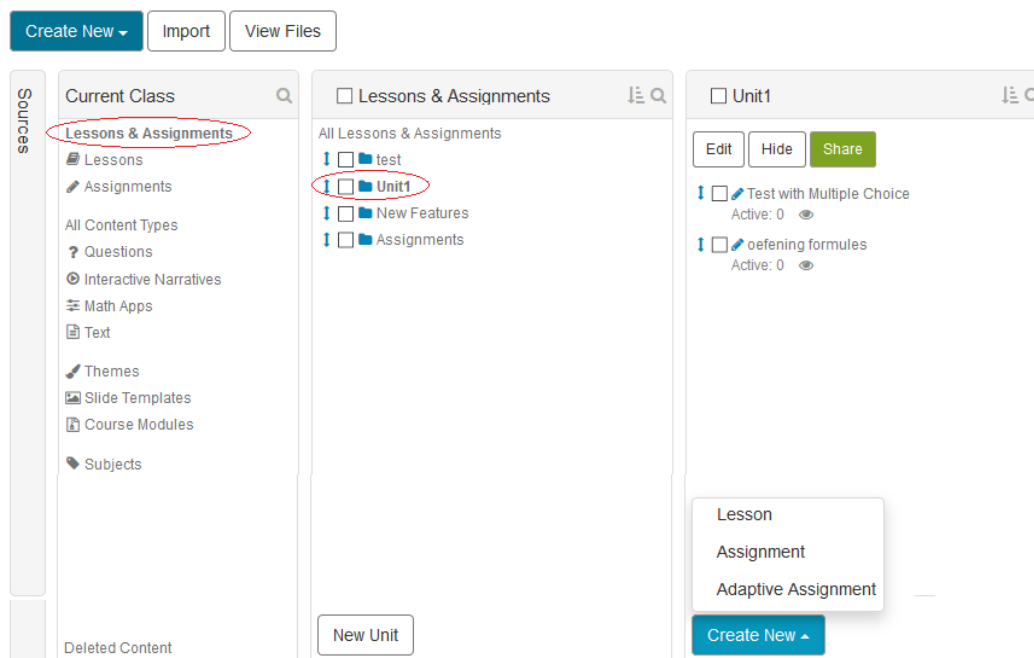 Create New Import View Files
Sources
Current Class
Lessons & Assignments
Lessons
Assignments
All Content Types
Questions
Interactive Narratives
Math Apps
Text
Themes
Slide Templates
Course Modules
Subjects
Deleted Content
Lessons & Assignments
All Lessons & Assignments
test
Unit1
New Features
Assignments
New Unit
Unit1
Edit Hide Share
Test with Multiple Choice
Active: 0
oefening formules
Active: 0
Lesson
Assignment
Adaptive Assignment
Create New